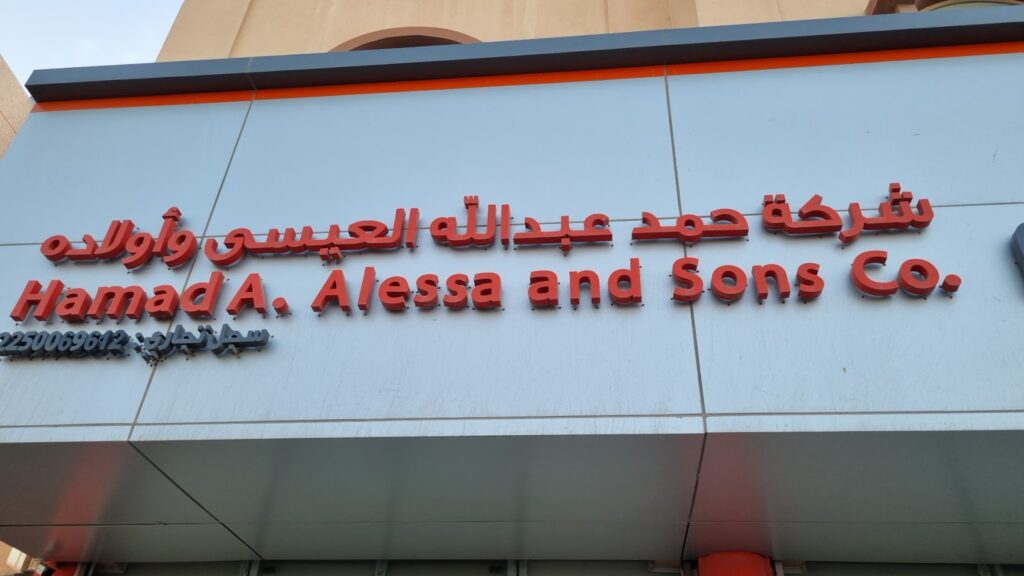 شركة حمد عبدالله العيسى وأولاده
Hamad A. Alessa and Sons Co.
سجل تجاري: 2250069612